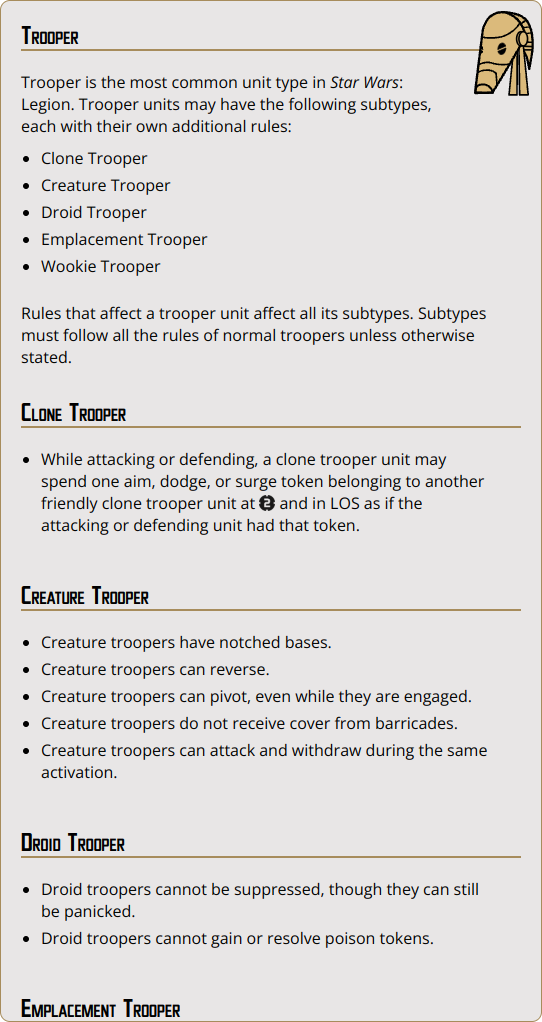 Trooper
Trooper is the most common unit type in Star Wars:
Legion. Trooper units may have the following subtypes,
each with their own additional rules:
• Clone Trooper
• Creature Trooper
• Droid Trooper
• Emplacement Trooper
• Wookie Trooper
Rules that affect a trooper unit affect all its subtypes. Subtypes
must follow all the rules of normal troopers unless otherwise
stated.
Clone Trooper
• While attacking or defending, a clone trooper unit may
spend one aim, dodge, or surge token belonging to another
friendly clone trooper unit at 2 and in LOS as if the
attacking or defending unit had that token.
Creature Trooper
• Creature troopers have notched bases.
• Creature troopers can reverse.
• Creature troopers can pivot, even while they are engaged.
• Creature troopers do not receive cover from barricades.
• Creature troopers can attack and withdraw during the same
activation.
Droid Trooper
• Droid troopers cannot be suppressed, though they can still
be panicked.
• Droid troopers cannot gain or resolve poison tokens.
Emplacement Trooper